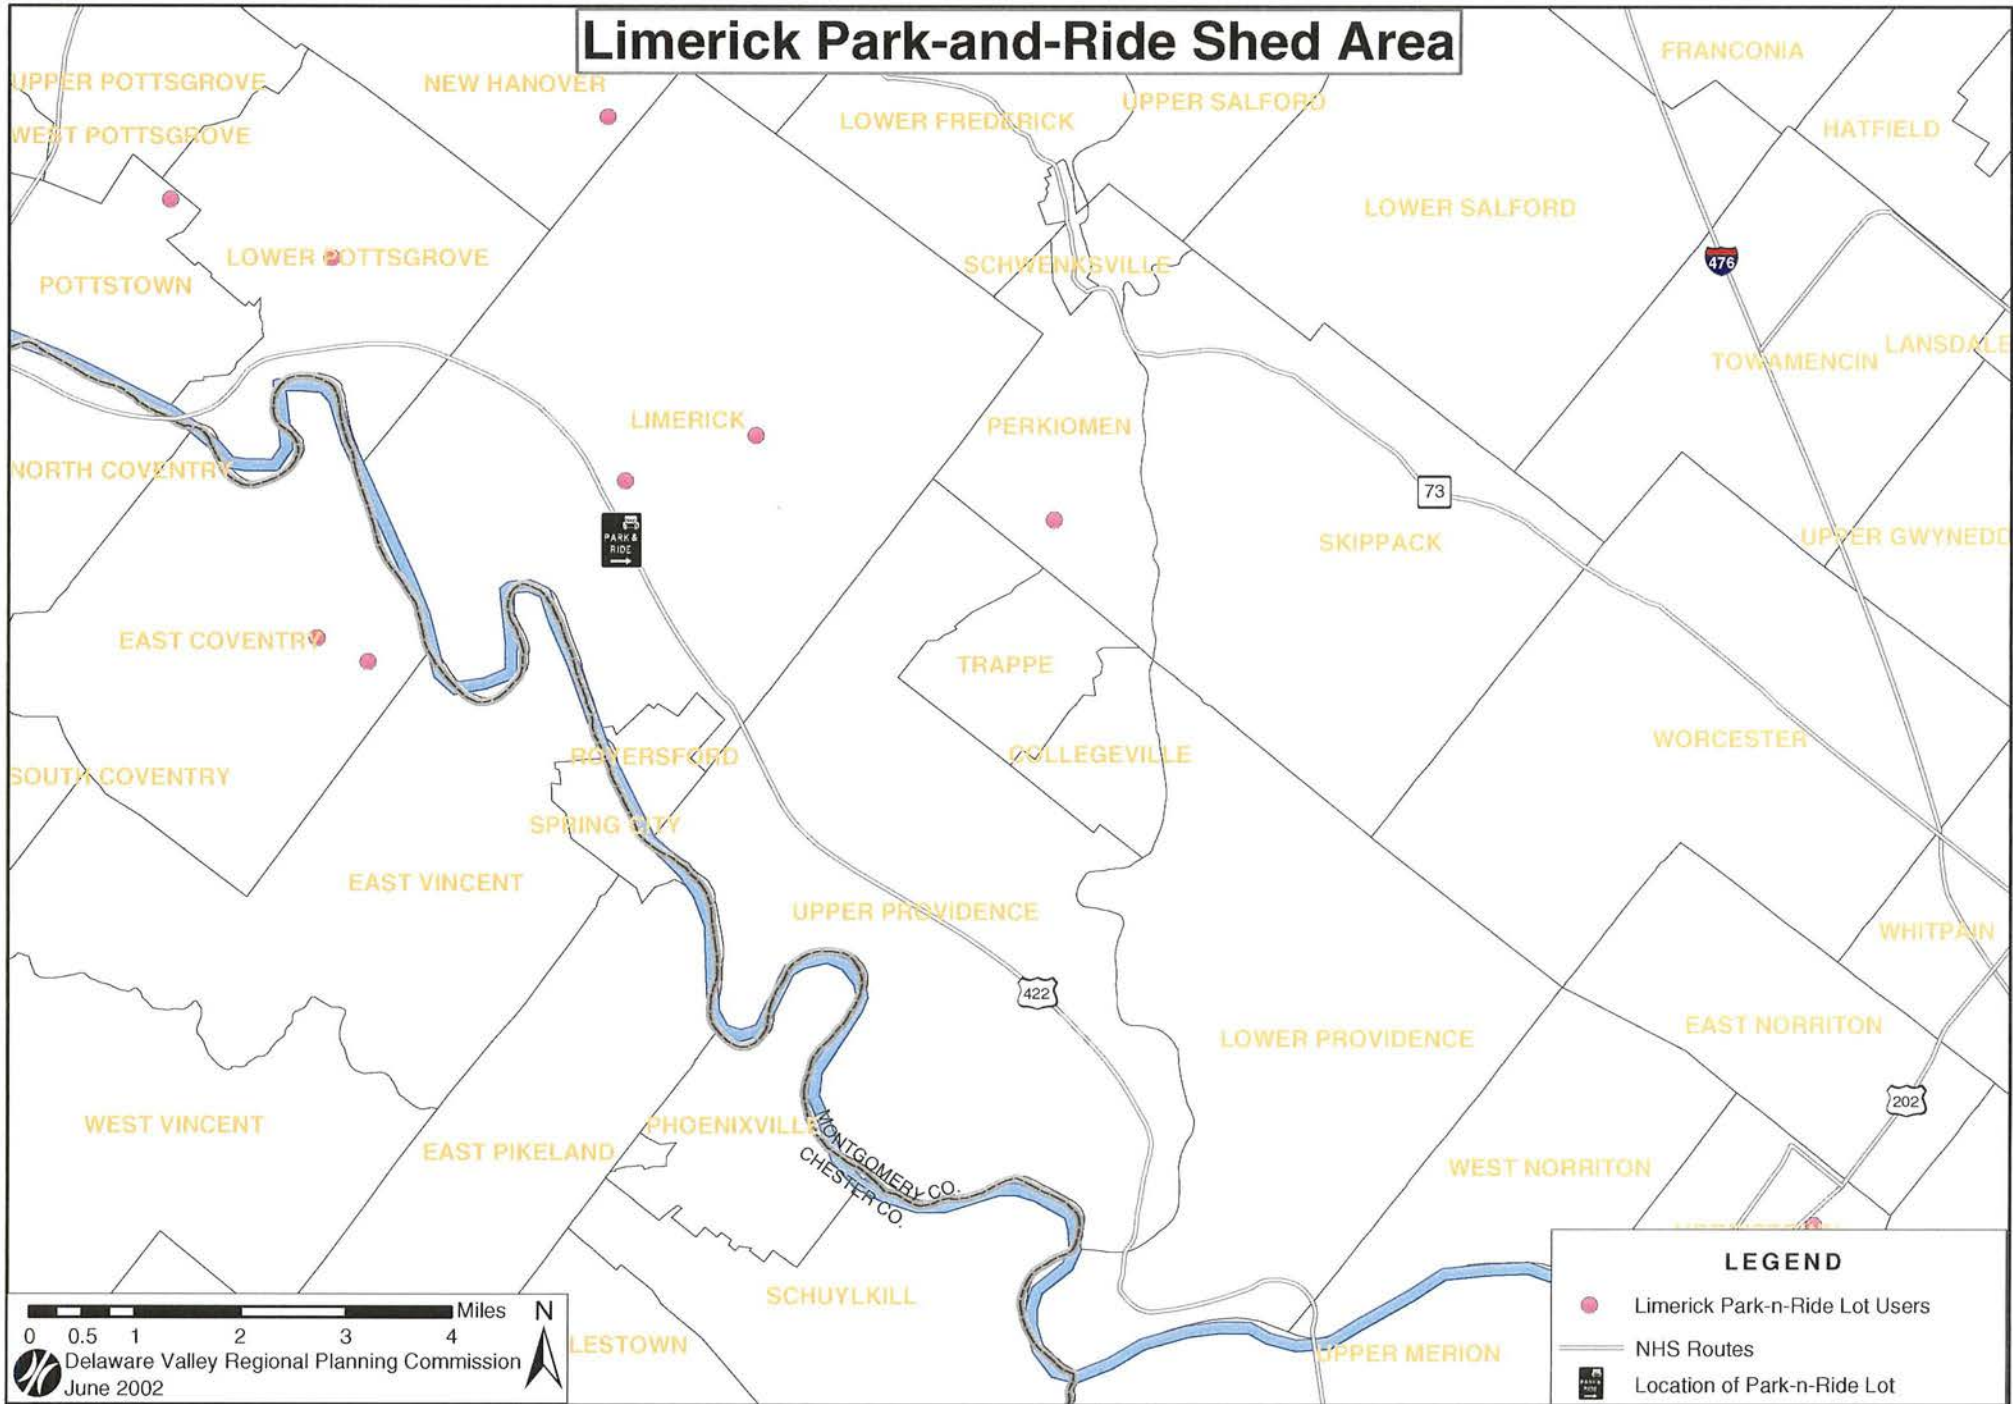 Limerick Park-and-Ride Shed Area
FRANCONIA
UPPER POTTSGROVE
NEW HANOVER
UPPER SALFORD
LOWER FREDERICK
HATFIELD
WEST POTTSGROVE
LOWER SALFORD
LOWER POTTSGROVE
SCHWENKSVILLE
476
POTTSTOWN
LANSDALE
TOWAMENCIN
LIMERICK
PERKIOMEN
NORTH COVENTRY
73
PARK &
RIDE
SKIPPACK
UPPER GWYNEDD
EAST COVENTRY
TRAPPE
WORCESTER
ROYERSFORD
COLLEGEVILLE
SOUTH COVENTRY
SPRING CITY
EAST VINCENT
UPPER PROVIDENCE
WHITPAIN
422
EAST NORRITON
LOWER PROVIDENCE
202
WEST VINCENT
PHOENIXVILLE
EAST PIKELAND
MONTGOMERY CO.
CHESTER CO.
WEST NORRITON
SCHUYLKILL
LESTOWN
UPPER MERION
LEGEND
Limerick Park-n-Ride Lot Users
NHS Routes
PARK &
RIDE
Location of Park-n-Ride Lot
Miles
N
0 0.5 1 2 3 4
Delaware Valley Regional Planning Commission
June 2002